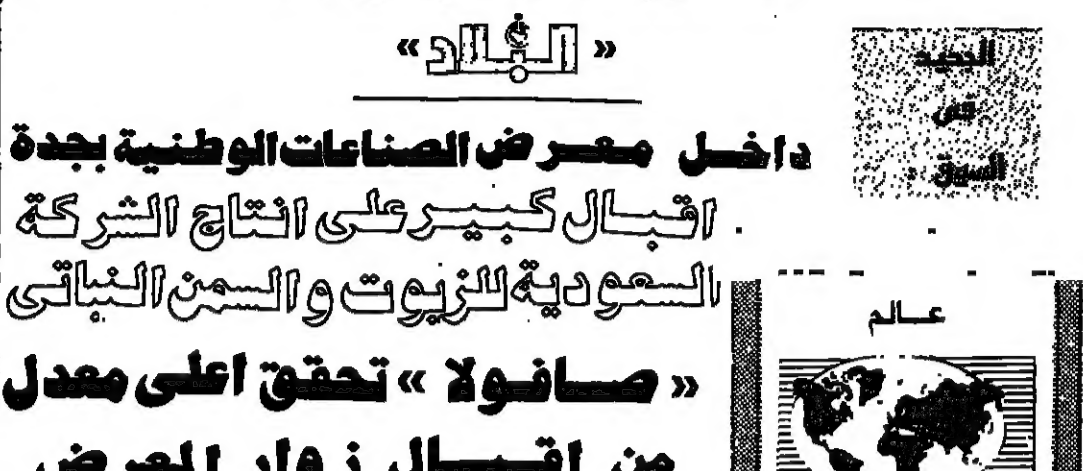 « البلاد »
الجديد
في
السوق
داخل معرض الصناعات الوطنية بجدة
اقبال كبير على انتاج الشركة
السعودية للزيوت والسمن النباتى
« صافولا » تحقق اعلى معدل
من اقبال زوار المعرض
عالم